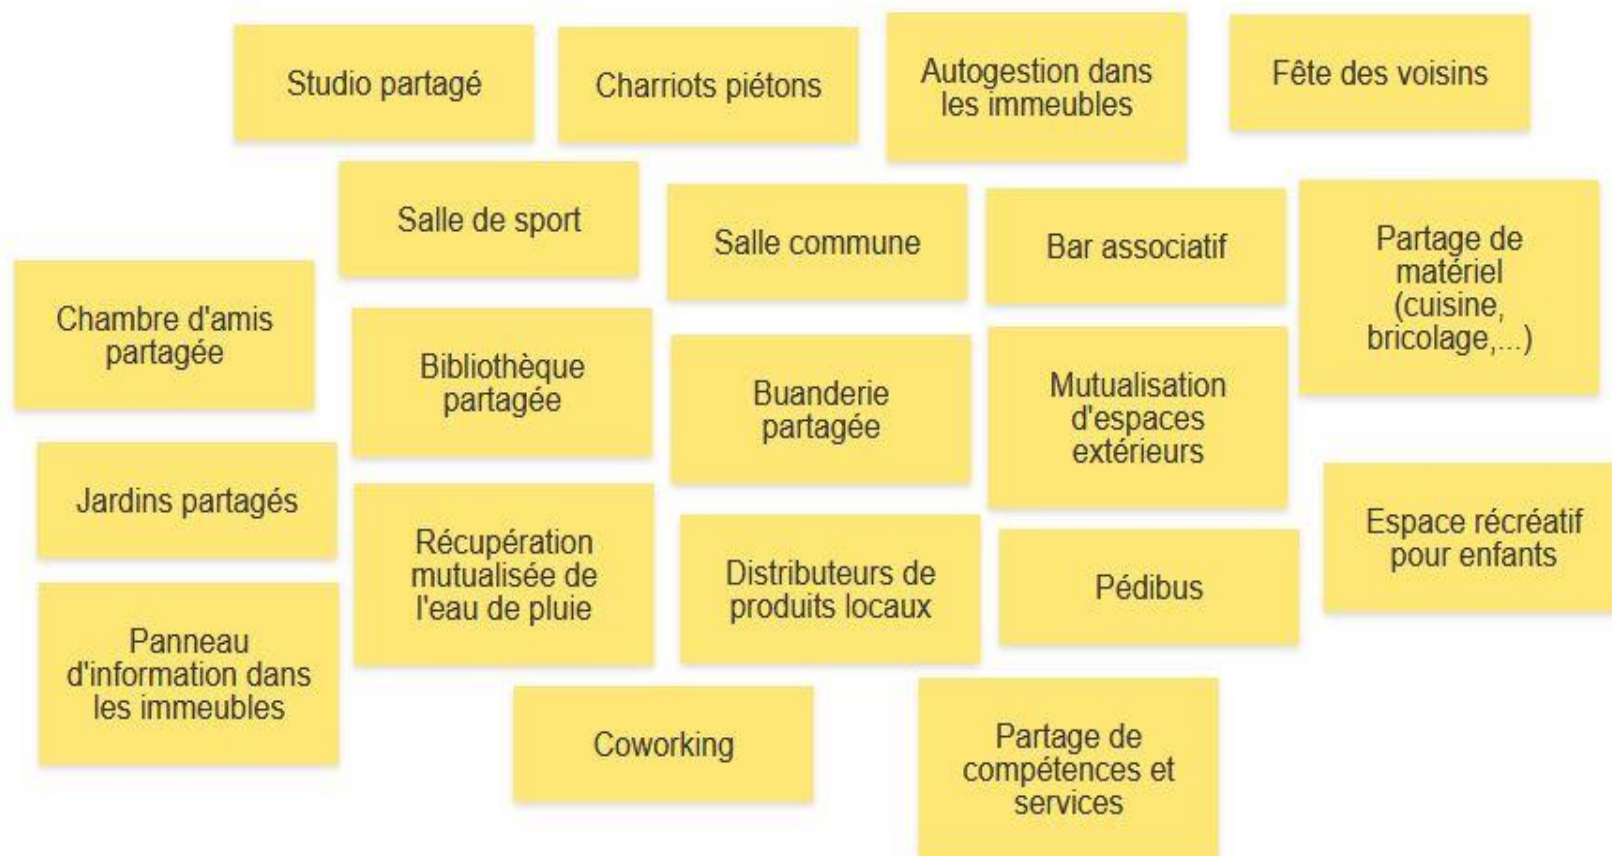 Studio partagé
Charriots piétons
Autogestion dans
les immeubles
Fête des voisins
Salle de sport
Salle commune
Bar associatif
Partage de
matériel
(cuisine,
bricolage,...)
Chambre d'amis
partagée
Bibliothèque
partagée
Buanderie
partagée
Mutualisation
d'espaces
extérieurs
Jardins partagés
Récupération
mutualisée de
l'eau de pluie
Distributeurs de
produits locaux
Pédibus
Espace récréatif
pour enfants
Panneau
d'information dans
les immeubles
Coworking
Partage de
compétences et
services